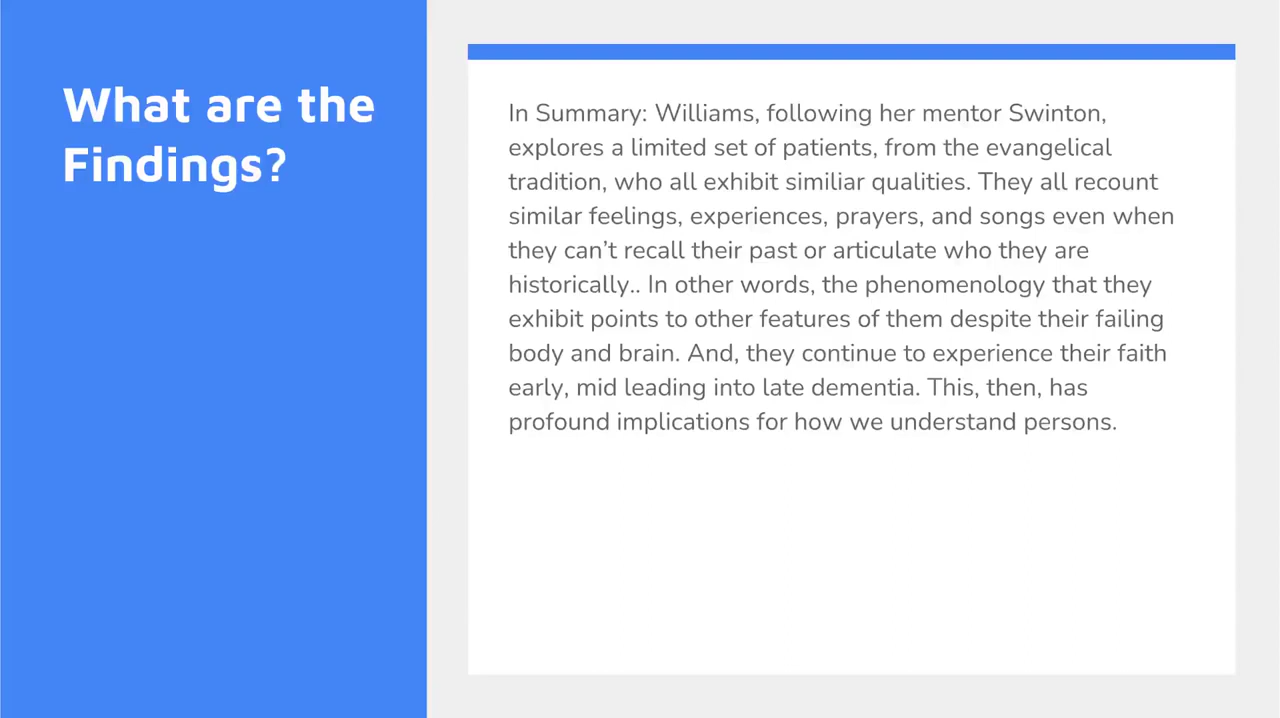 What are the
Findings?
In Summary: Williams, following her mentor Swinton,
explores a limited set of patients, from the evangelical
tradition, who all exhibit similiar qualities. They all recount
similar feelings, experiences, prayers, and songs even when
they can’t recall their past or articulate who they are
historically.. In other words, the phenomenology that they
exhibit points to other features of them despite their failing
body and brain. And, they continue to experience their faith
early, mid leading into late dementia. This, then, has
profound implications for how we understand persons.